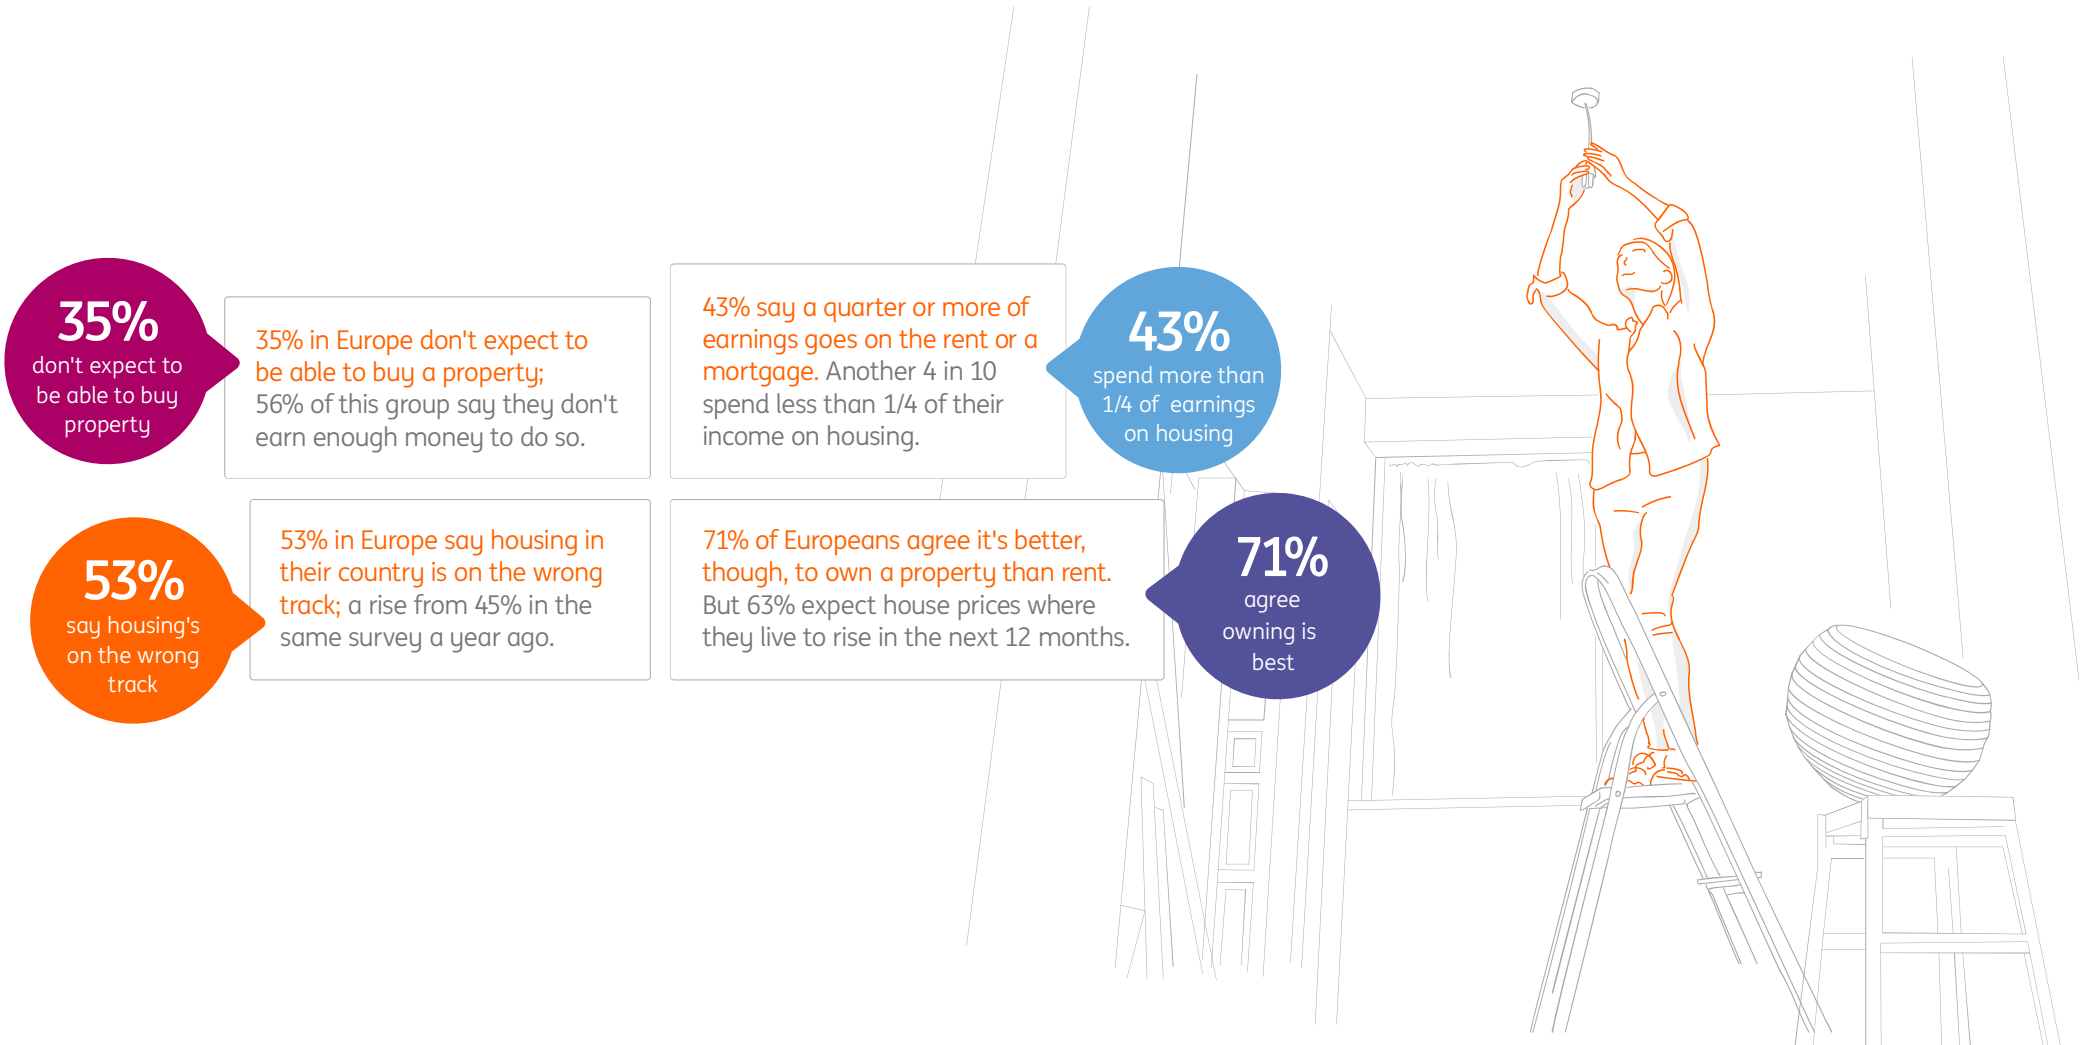 35%
don't expect to
be able to buy
property
35% in Europe don't expect to
be able to buy a property;
56% of this group say they don't
earn enough money to do so.
43% say a quarter or more of
earnings goes on the rent or a
mortgage. Another 4 in 10
spend less than 1/4 of their
income on housing.
43%
spend more than
1/4 of earnings
on housing
53%
say housing's
on the wrong
track
53% in Europe say housing in
their country is on the wrong
track; a rise from 45% in the
same survey a year ago.
71% of Europeans agree it's better,
though, to own a property than rent.
But 63% expect house prices where
they live to rise in the next 12 months.
71%
agree
owning is
best